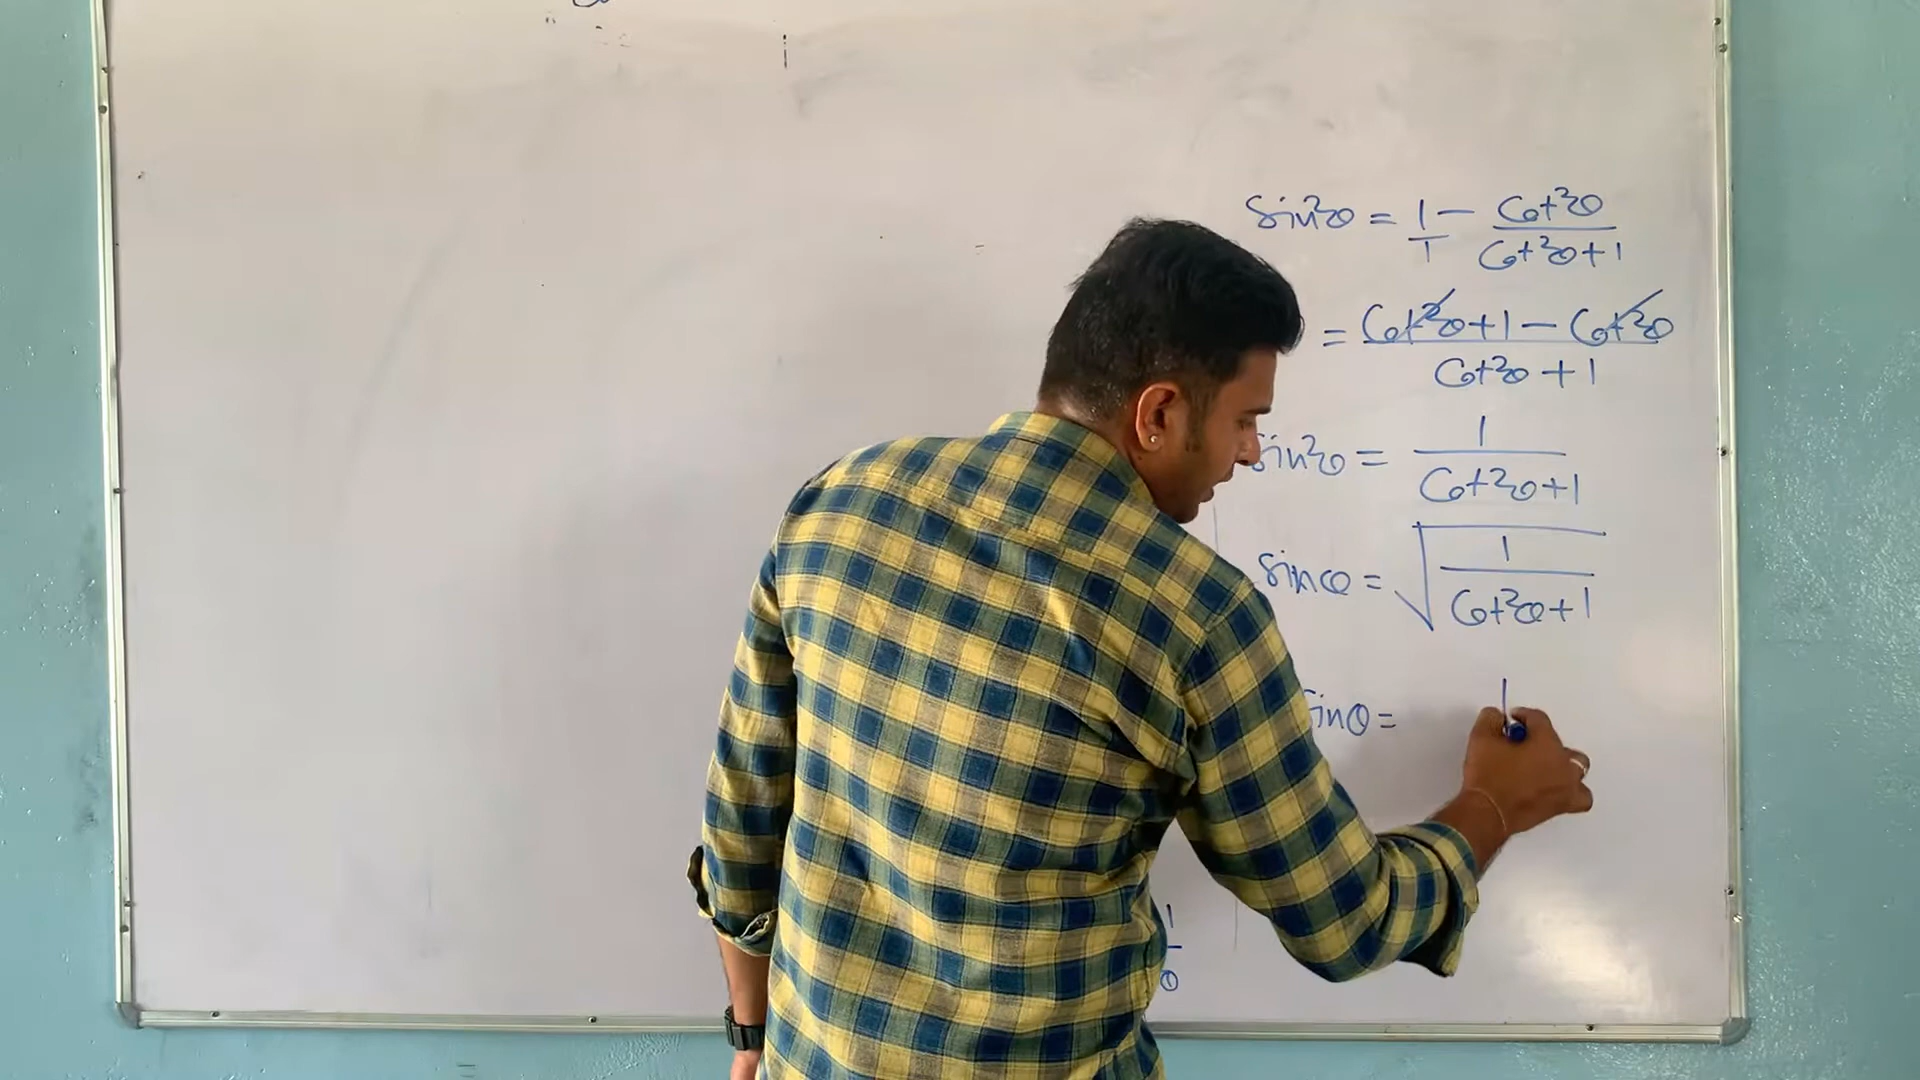 Sin²θ = 1/1 - Cot²θ/Cot²θ+1
= Cot²θ+1 - Cot²θ/Cot²θ+1
Sin²θ = 1/Cot²θ+1
Sinθ = √1/Cot²θ+1
Sinθ = 1
1/θ